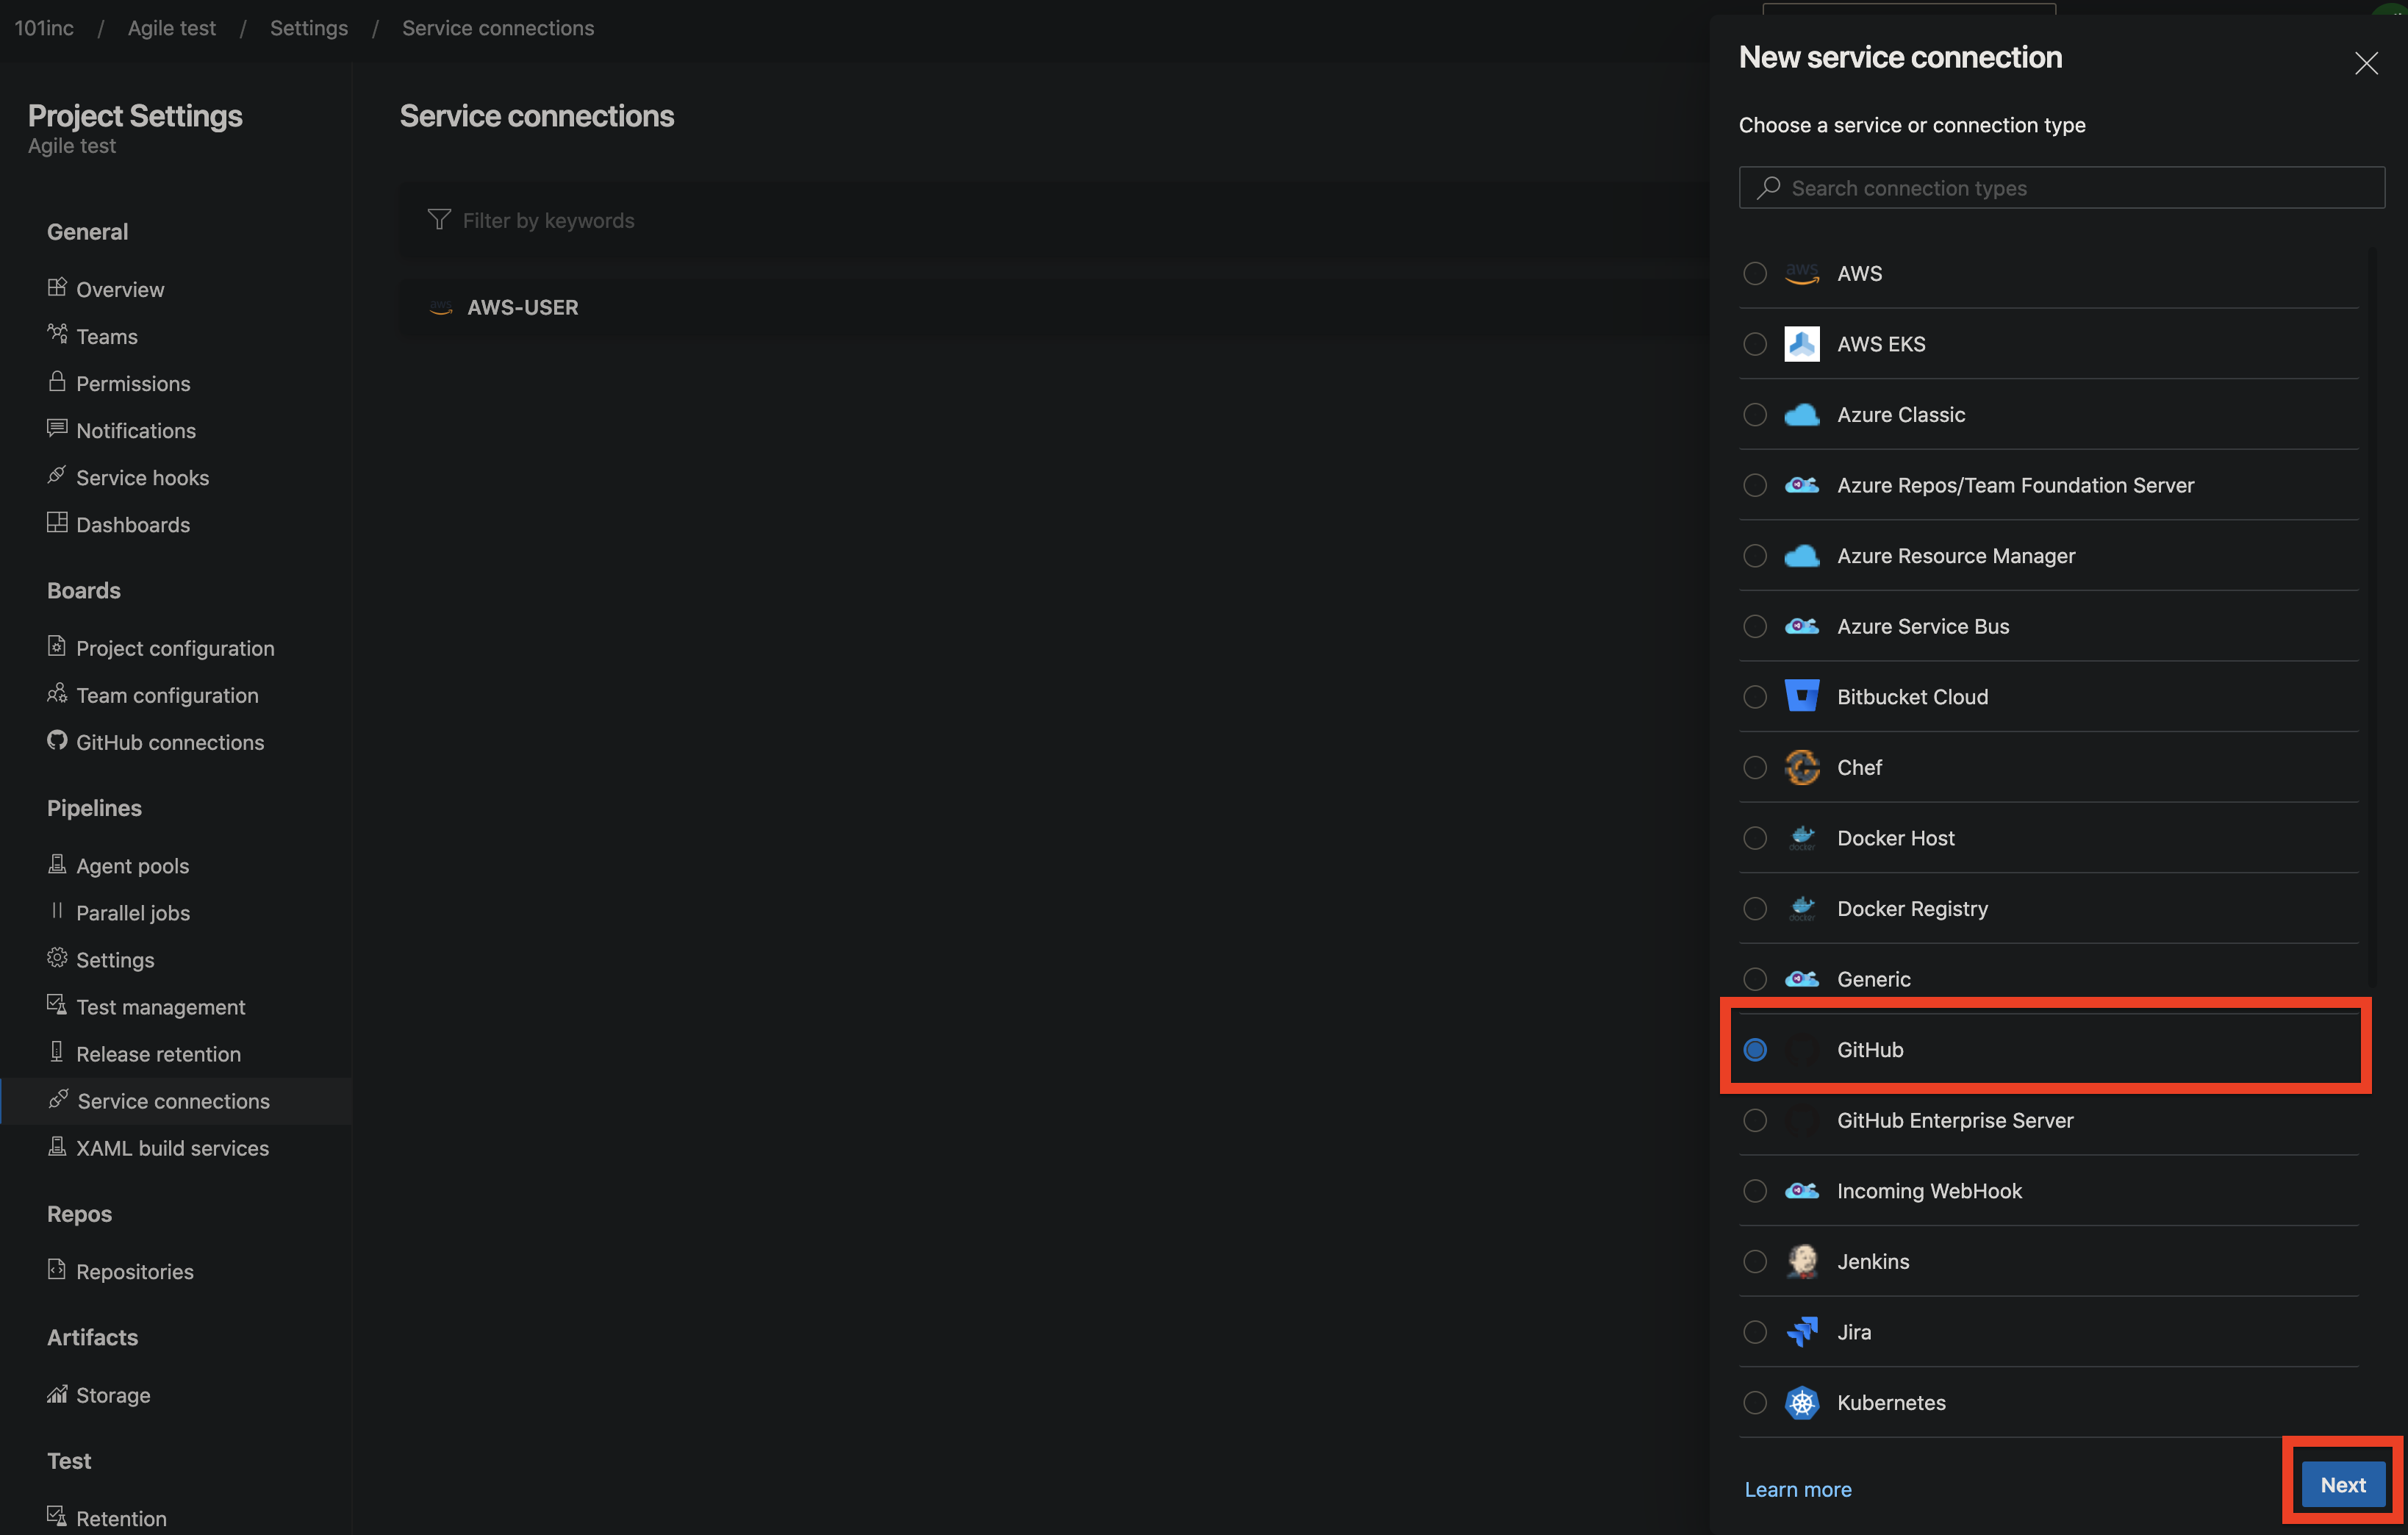 101inc / Agile test / Settings / Service connections
Project Settings
Agile test
General
Overview
Teams
Permissions
Notifications
Service hooks
Dashboards
Boards
Project configuration
Team configuration
GitHub connections
Pipelines
Agent pools
Parallel jobs
Settings
Test management
Release retention
Service connections
XAML build services
Repos
Repositories
Artifacts
Storage
Test
Retention
Service connections
Filter by keywords
aws AWS-USER
New service connection
Choose a service or connection type
Search connection types
aws AWS
AWS EKS
Azure Classic
Azure Repos/Team Foundation Server
Azure Resource Manager
Azure Service Bus
Bitbucket Cloud
Chef
docker Docker Host
docker Docker Registry
Generic
GitHub
GitHub Enterprise Server
Incoming WebHook
Jenkins
Jira
Kubernetes
Learn more
Next